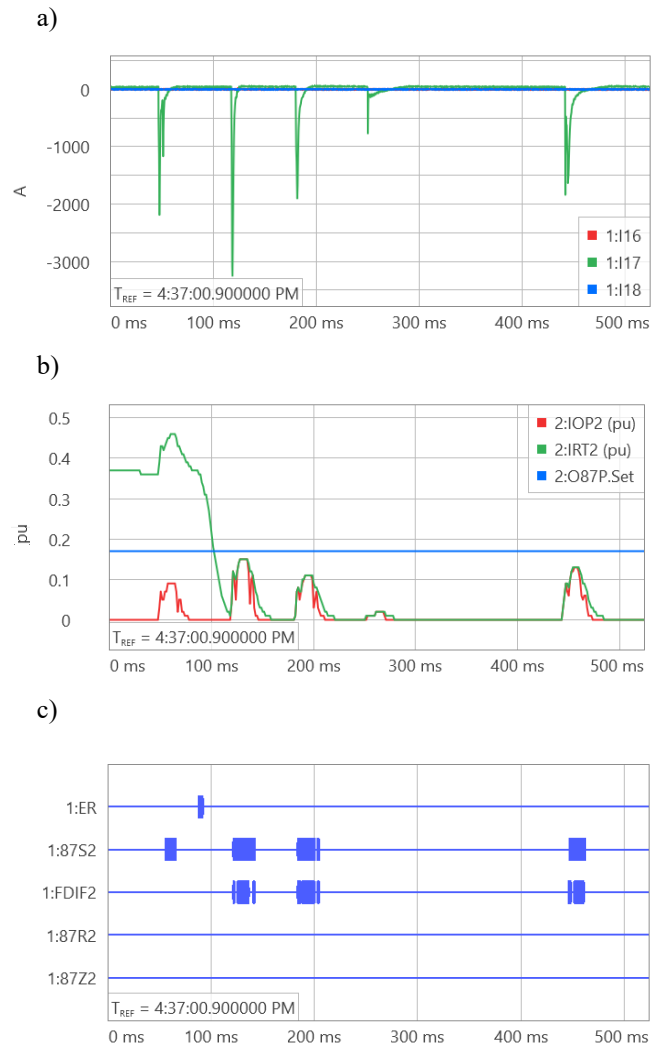 a)
0
-1000
-2000
-3000
A
1:I16
1:I17
1:I18
TREF = 4:37:00.900000 PM
0 ms 100 ms 200 ms 300 ms 400 ms 500 ms
b)
0.5
0.4
0.3
0.2
0.1
0
pu
2:IOP2 (pu)
2:IRT2 (pu)
2:O87P.Set
TREF = 4:37:00.900000 PM
0 ms 100 ms 200 ms 300 ms 400 ms 500 ms
c)
1:ER
1:87S2
1:FDIF2
1:87R2
1:87Z2
TREF = 4:37:00.900000 PM
0 ms 100 ms 200 ms 300 ms 400 ms 500 ms